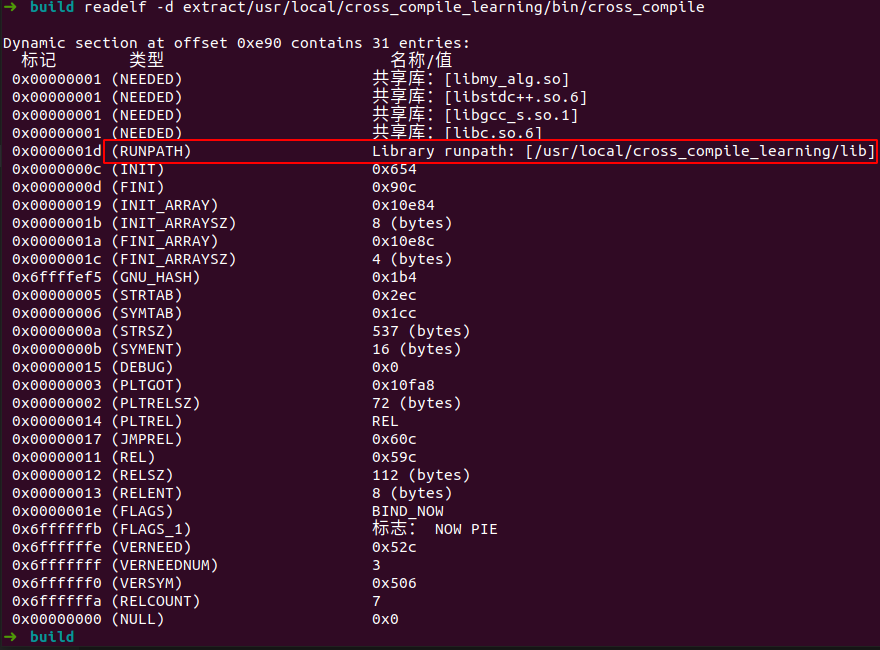 ➜  build readelf -d extract/usr/local/cross_compile_learning/bin/cross_compile

Dynamic section at offset 0xe90 contains 31 entries:
  标记        类型                         名称/值
 0x00000001 (NEEDED)                     共享库：[libmy_alg.so]
 0x00000001 (NEEDED)                     共享库：[libstdc++.so.6]
 0x00000001 (NEEDED)                     共享库：[libgcc_s.so.1]
 0x00000001 (NEEDED)                     共享库：[libc.so.6]
 0x0000001d (RUNPATH)                    Library runpath: [/usr/local/cross_compile_learning/lib]
 0x0000000c (INIT)                       0x654
 0x0000000d (FINI)                       0x90c
 0x00000019 (INIT_ARRAY)                 0x10e84
 0x0000001b (INIT_ARRAYSZ)               8 (bytes)
 0x0000001a (FINI_ARRAY)                 0x10e8c
 0x0000001c (FINI_ARRAYSZ)               4 (bytes)
 0x6ffffef5 (GNU_HASH)                   0x1b4
 0x00000005 (STRTAB)                     0x2ec
 0x00000006 (SYMTAB)                     0x1cc
 0x0000000a (STRSZ)                      537 (bytes)
 0x0000000b (SYMENT)                     16 (bytes)
 0x00000015 (DEBUG)                      0x0
 0x00000003 (PLTGOT)                     0x10fa8
 0x00000002 (PLTRELSZ)                   72 (bytes)
 0x00000014 (PLTREL)                     REL
 0x00000017 (JMPREL)                     0x60c
 0x00000011 (REL)                        0x59c
 0x00000012 (RELSZ)                      112 (bytes)
 0x00000013 (RELENT)                     8 (bytes)
 0x0000001e (FLAGS)                      BIND_NOW
 0x6ffffffb (FLAGS_1)                    标志： NOW PIE
 0x6ffffffe (VERNEED)                    0x52c
 0x6fffffff (VERNEEDNUM)                 3
 0x6ffffff0 (VERSYM)                     0x506
 0x6ffffffa (RELCOUNT)                   7
 0x00000000 (NULL)                       0x0
➜  build